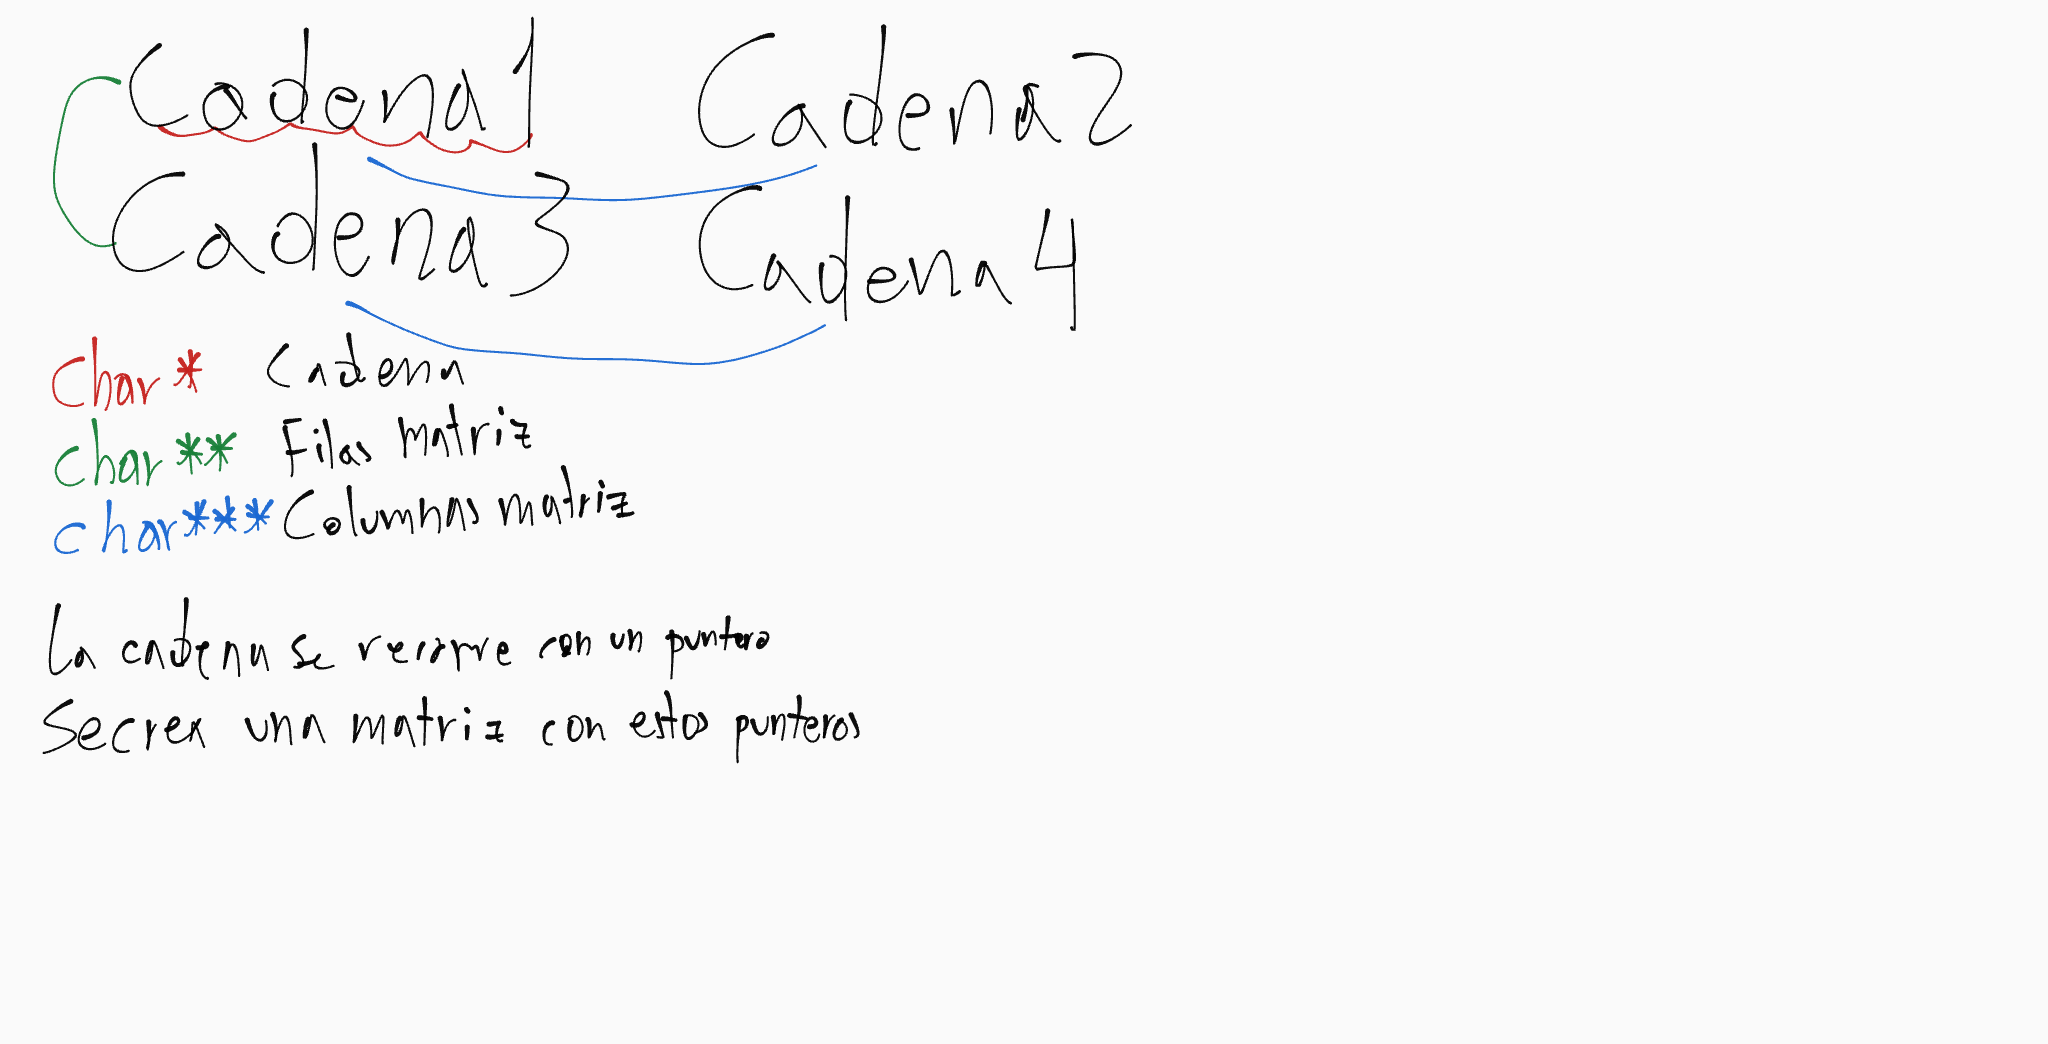 Cadena1 Cadena2
Cadena3 Cadena4
Char* Cadena
char** Filas matriz
char*** Columnas matriz
La cadena se recorre con un puntero
Se crea una matriz con estos punteros